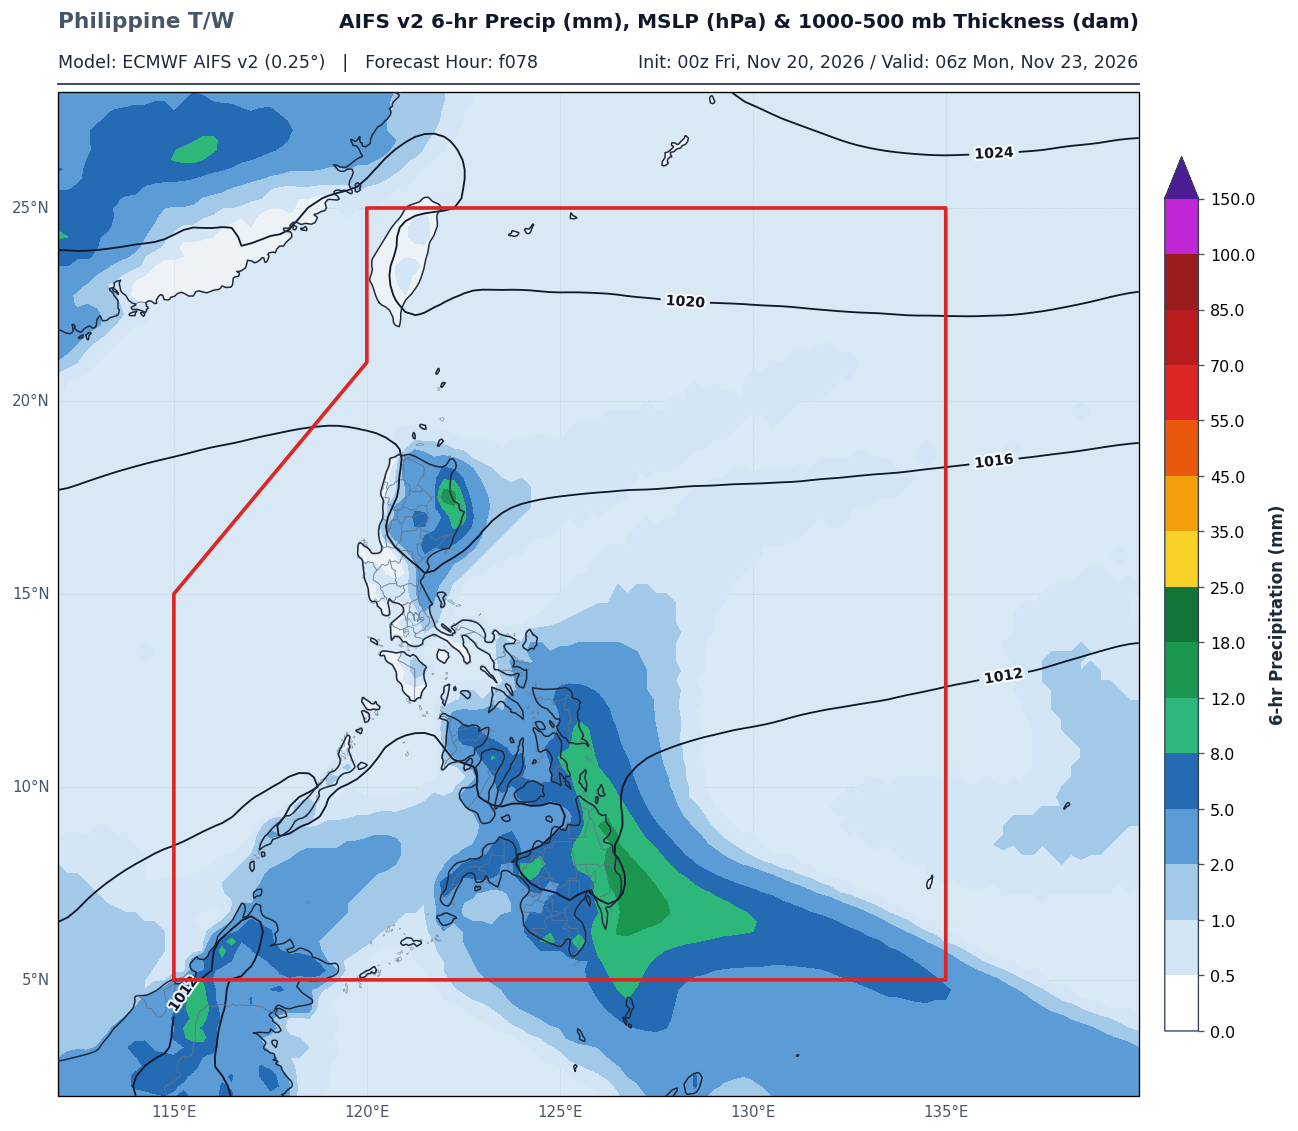 Philippine T/W
AIFS v2 6-hr Precip (mm), MSLP (hPa) & 1000-500 mb Thickness (dam)
Model: ECMWF AIFS v2 (0.25°)   |   Forecast Hour: f078
Init: 00z Fri, Nov 20, 2026 / Valid: 06z Mon, Nov 23, 2026
1024
25°N
1020
20°N
1016
15°N
1012
10°N
5°N
1012
115°E
120°E
125°E
130°E
135°E
150.0
100.0
85.0
70.0
55.0
45.0
35.0
25.0
18.0
12.0
8.0
5.0
2.0
1.0
0.5
0.0
6-hr Precipitation (mm)